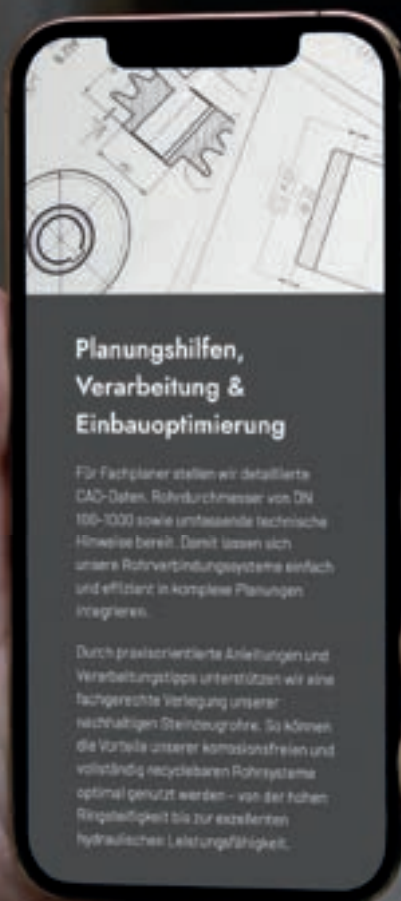 Planungshilfen,
Verarbeitung &
Einbauoptimierung
Für Fachplaner stellen wir detaillierte
CAD-Daten, Rohrdurchmesser von DN
100-1000 sowie umfassende technische
Hinweise bereit. Damit lassen sich
unsere Rohrverbindungssysteme einfach
und effizient in komplexe Planungen
integrieren.
Durch praxisorientierte Anleitungen und
Verarbeitungstipps unterstützen wir eine
fachgerechte Verlegung unserer
nachhaltigen Steinzeugrohre. So können
die Vorteile unserer korrosionsfreien und
vollständig recyclebaren Rohrsysteme
optimal genutzt werden – von der hohen
Ringsteifigkeit bis zur exzellenten
hydraulischen Leistungsfähigkeit.